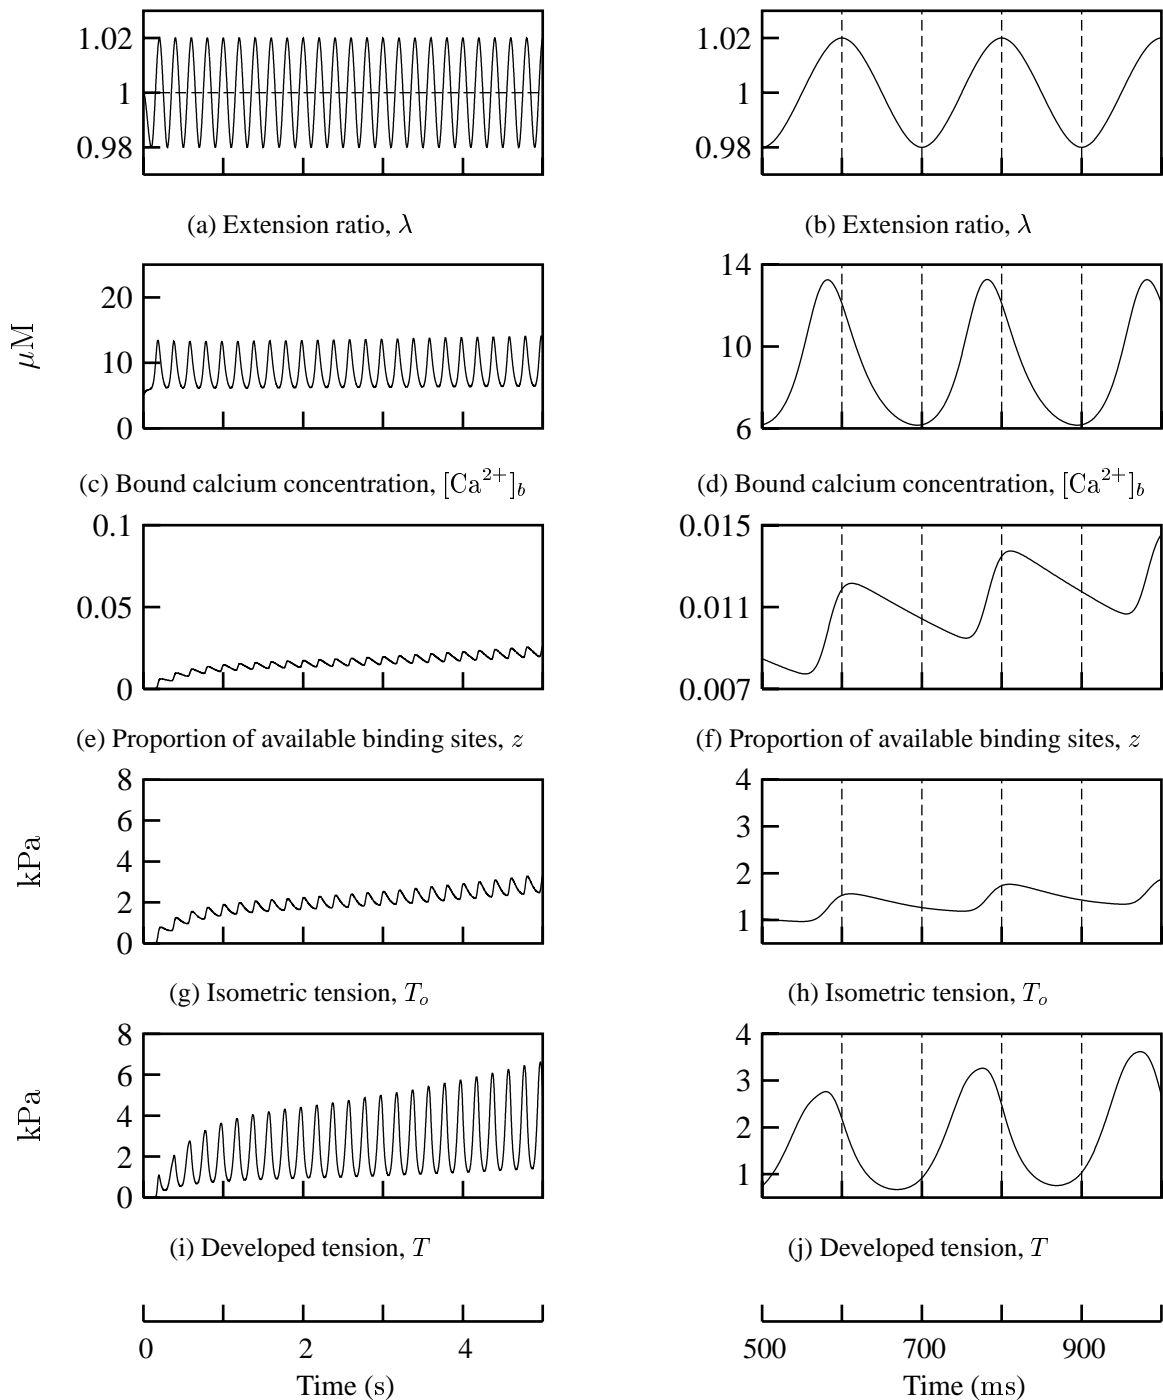 1.02
1
0.98
(a) Extension ratio, λ
1.02
1
0.98
(b) Extension ratio, λ
μM
20
10
0
(c) Bound calcium concentration, [Ca²⁺]_b
14
10
6
(d) Bound calcium concentration, [Ca²⁺]_b
0.1
0.05
0
(e) Proportion of available binding sites, z
0.015
0.011
0.007
(f) Proportion of available binding sites, z
kPa
8
6
4
2
0
(g) Isometric tension, T_o
4
3
2
1
(h) Isometric tension, T_o
kPa
8
6
4
2
0
(i) Developed tension, T
4
3
2
1
(j) Developed tension, T
0 2 4
Time (s)
500 700 900
Time (ms)